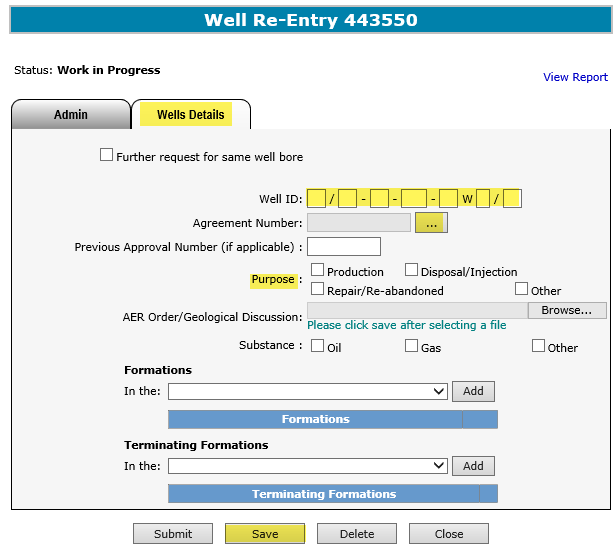 Well Re-Entry 443550
Status: Work in Progress
View Report
Admin Wells Details
Further request for same well bore
Well ID: / - - - W /
Agreement Number: ...
Previous Approval Number (if applicable) :
Purpose : Production Disposal/Injection
Repair/Re-abandoned Other
AER Order/Geological Discussion: Browse...
Please click save after selecting a file
Substance : Oil Gas Other
Formations
In the: Add
Formations
Terminating Formations
In the: Add
Terminating Formations
Submit Save Delete Close